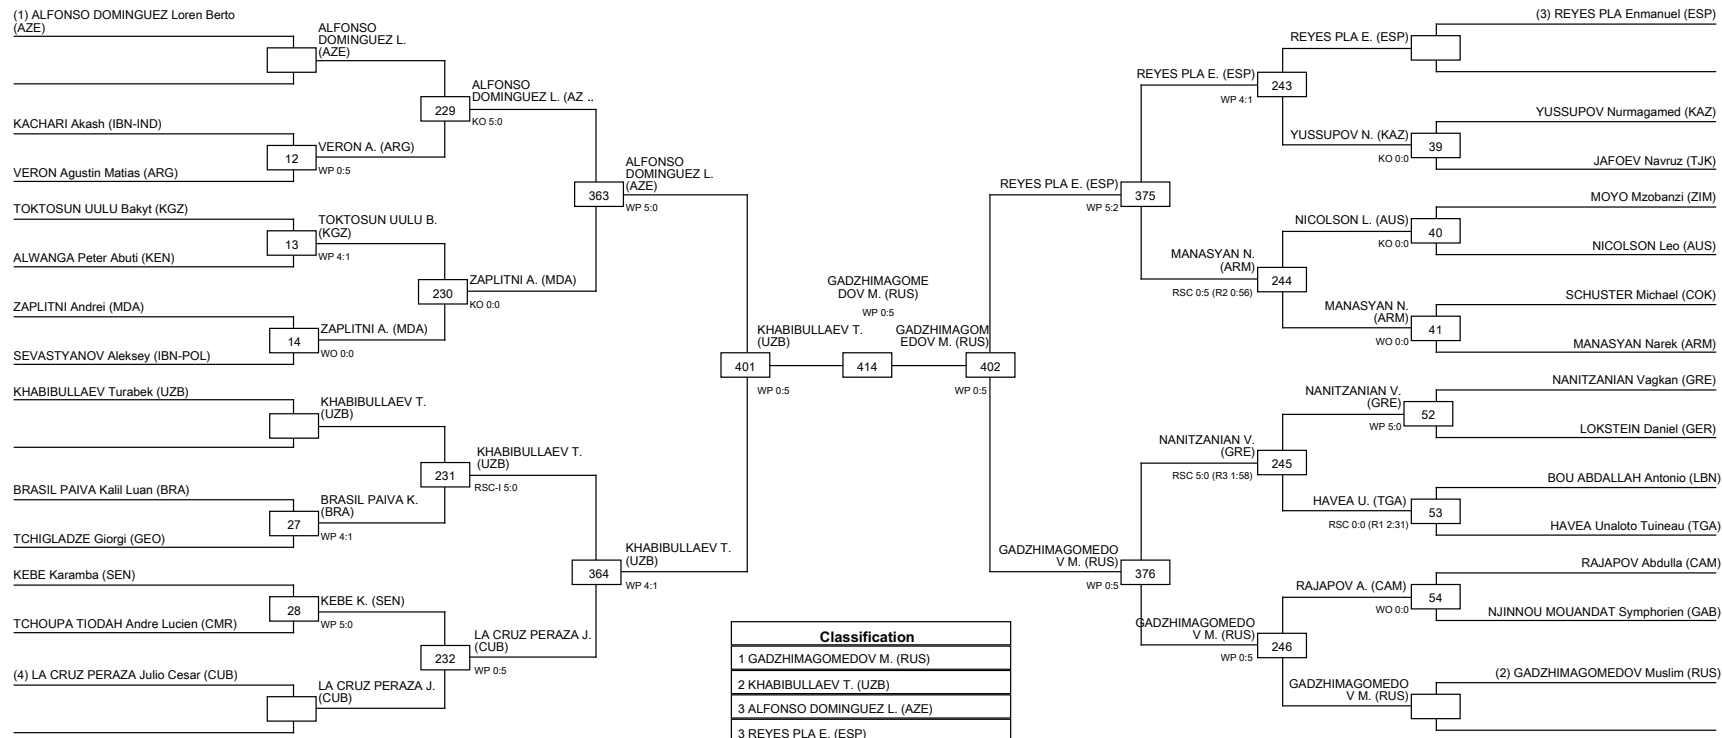 (1) ALFONSO DOMINGUEZ Loren Berto
(AZE)
KACHARI Akash (IBN-IND)
VERON Agustin Matias (ARG)
TOKTOSUN UULU Bakyt (KGZ)
ALWANGA Peter Abuti (KEN)
ZAPLITNI Andrei (MDA)
SEVASTYANOV Aleksey (IBN-POL)
KHABIBULLAEV Turabek (UZB)
BRASIL PAIVA Kalil Luan (BRA)
TCHIGLADZE Giorgi (GEO)
KEBE Karamba (SEN)
TCHOUPA TIODAH Andre Lucien (CMR)
(4) LA CRUZ PERAZA Julio Cesar (CUB)
ALFONSO
DOMINGUEZ L.
(AZE)
12
VERON A. (ARG)
WP 0:5
13
TOKTOSUN UULU B.
(KGZ)
WP 4:1
14
ZAPLITNI A. (MDA)
WO 0:0
KHABIBULLAEV T.
(UZB)
27
BRASIL PAIVA K.
(BRA)
WP 4:1
28
KEBE K. (SEN)
WP 5:0
LA CRUZ PERAZA J.
(CUB)
229
ALFONSO
DOMINGUEZ L. (AZ ..
KO 5:0
230
ZAPLITNI A. (MDA)
KO 0:0
231
KHABIBULLAEV T.
(UZB)
RSC-I 5:0
232
LA CRUZ PERAZA J.
(CUB)
WP 0:5
363
ALFONSO
DOMINGUEZ L.
(AZE)
WP 5:0
364
KHABIBULLAEV T.
(UZB)
WP 4:1
401
KHABIBULLAEV T.
(UZB)
WP 0:5
GADZHIMAGOME
DOV M. (RUS)
WP 0:5
414
GADZHIMAGOM
EDOV M. (RUS)
402
WP 0:5
REYES PLA E. (ESP)
375
WP 5:2
GADZHIMAGOMEDO
V M. (RUS)
376
WP 0:5
REYES PLA E. (ESP)
243
WP 4:1
MANASYAN N.
(ARM)
244
RSC 0:5 (R2 0:56)
NANITZANIAN V.
(GRE)
245
RSC 5:0 (R3 1:58)
GADZHIMAGOMEDO
V M. (RUS)
246
WP 0:5
REYES PLA E. (ESP)
YUSSUPOV N. (KAZ)
39
KO 0:0
NICOLSON L. (AUS)
40
KO 0:0
MANASYAN N.
(ARM)
41
WO 0:0
NANITZANIAN V.
(GRE)
52
WP 5:0
HAVEA U. (TGA)
53
RSC 0:0 (R1 2:31)
RAJAPOV A. (CAM)
54
WO 0:0
GADZHIMAGOMEDO
V M. (RUS)
(3) REYES PLA Enmanuel (ESP)
YUSSUPOV Nurmagamed (KAZ)
JAFOEV Navruz (TJK)
MOYO Mzobanzi (ZIM)
NICOLSON Leo (AUS)
SCHUSTER Michael (COK)
MANASYAN Narek (ARM)
NANITZANIAN Vagkan (GRE)
LOKSTEIN Daniel (GER)
BOU ABDALLAH Antonio (LBN)
HAVEA Unaloto Tuineau (TGA)
RAJAPOV Abdulla (CAM)
NJINNOU MOUANDAT Symphorien (GAB)
(2) GADZHIMAGOMEDOV Muslim (RUS)
Classification
1 GADZHIMAGOMEDOV M. (RUS)
2 KHABIBULLAEV T. (UZB)
3 ALFONSO DOMINGUEZ L. (AZE)
3 REYES PLA E. (ESP)